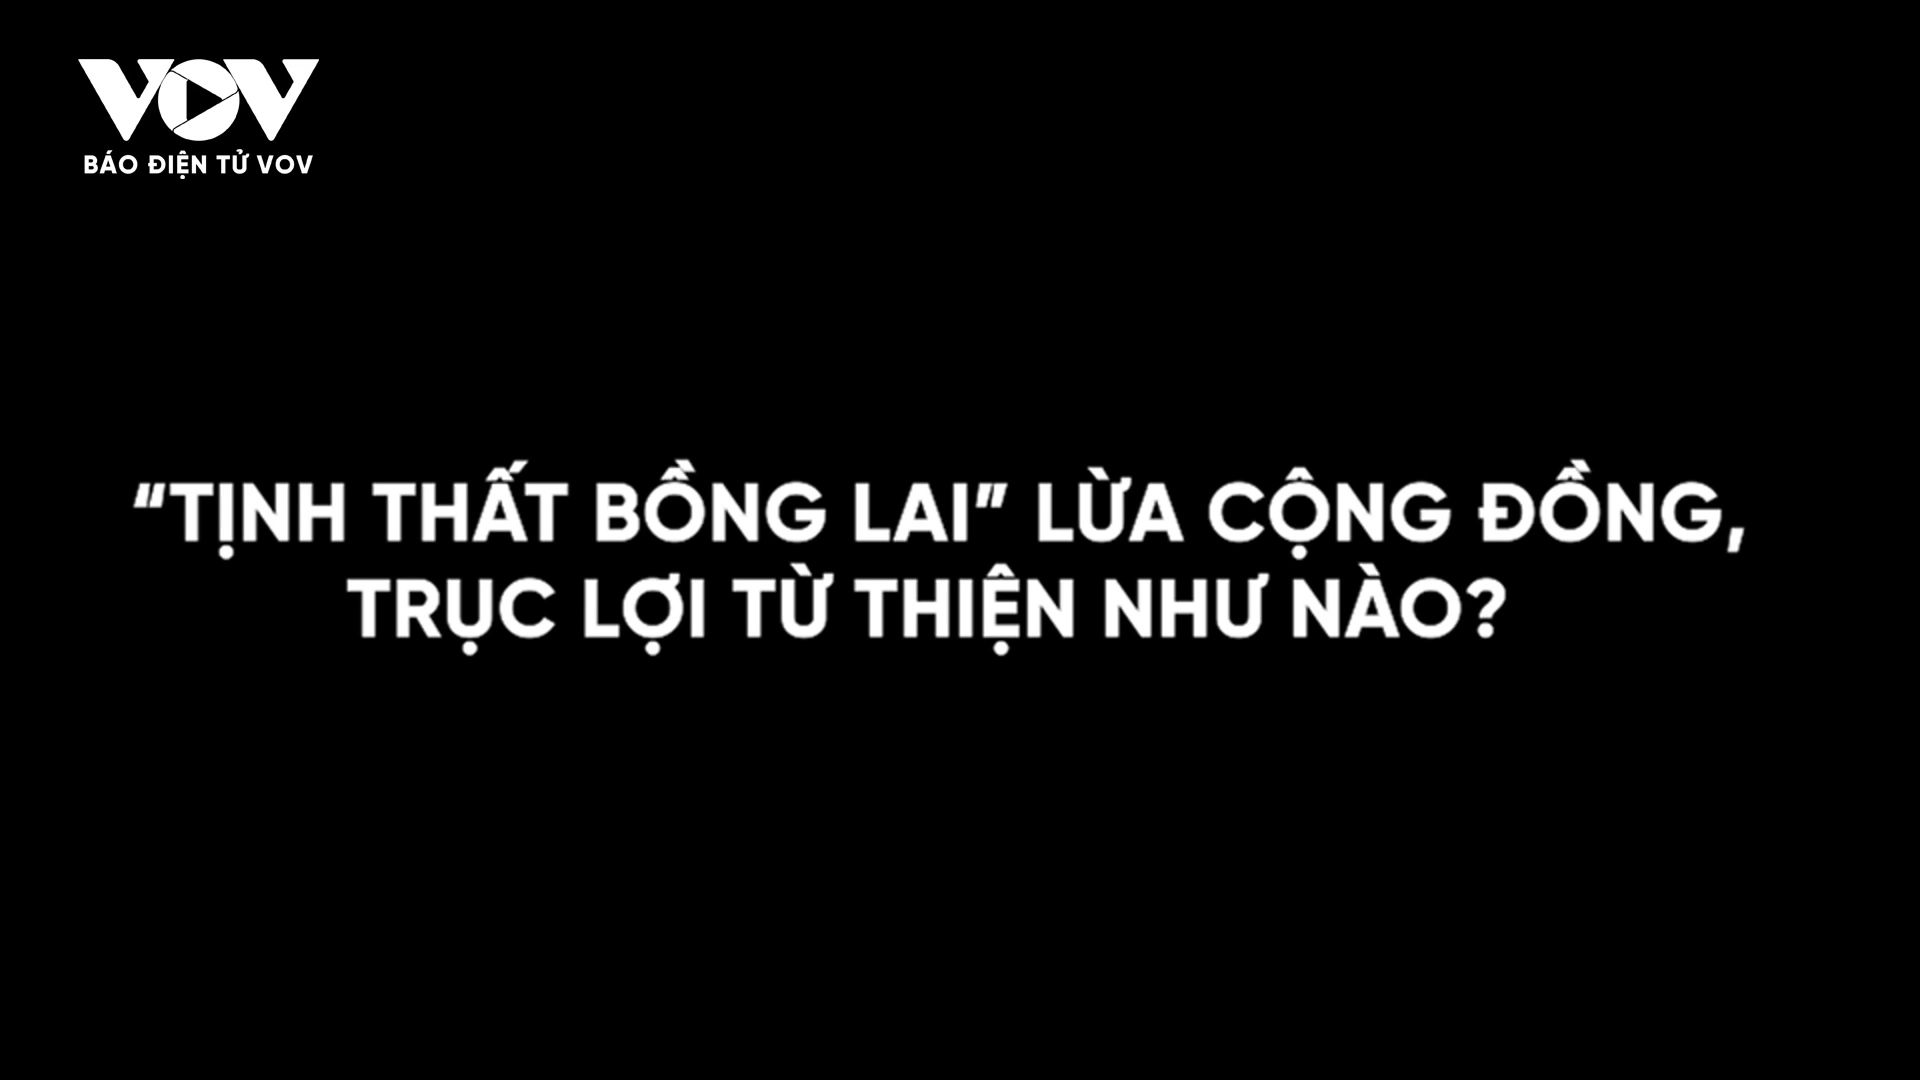 VOV
BÁO ĐIỆN TỬ VOV
“TỊNH THẤT BỒNG LAI” LỪA CỘNG ĐỒNG,
TRỤC LỢI TỪ THIỆN NHƯ NÀO?